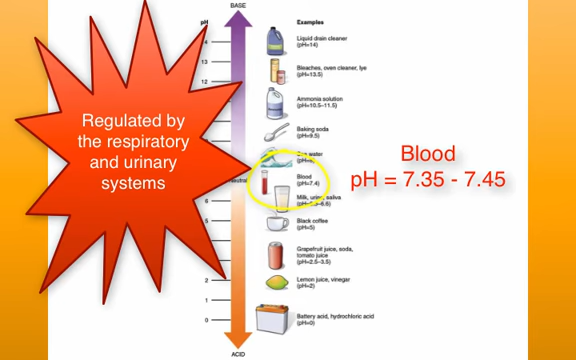 BASE
pH
Examples
Liquid drain cleaner
(pH=14)
Bleaches, oven cleaner, lye
(pH=13.5)
13
12
Ammonia solution
(pH=10.5–11.5)
Baking soda
(pH=9.5)
water
Blood
(pH=7.4)
Milk, urine, saliva
6
Black coffee
(pH=5)
Grapefruit juice, soda,
tomato juice
(pH=2.5–3.5)
2
Lemon juice, vinegar
(pH=2)
1
0
Battery acid, hydrochloric acid
(pH=0)
ACID
Regulated by
the respiratory
and urinary
systems
Blood
pH = 7.35 - 7.45